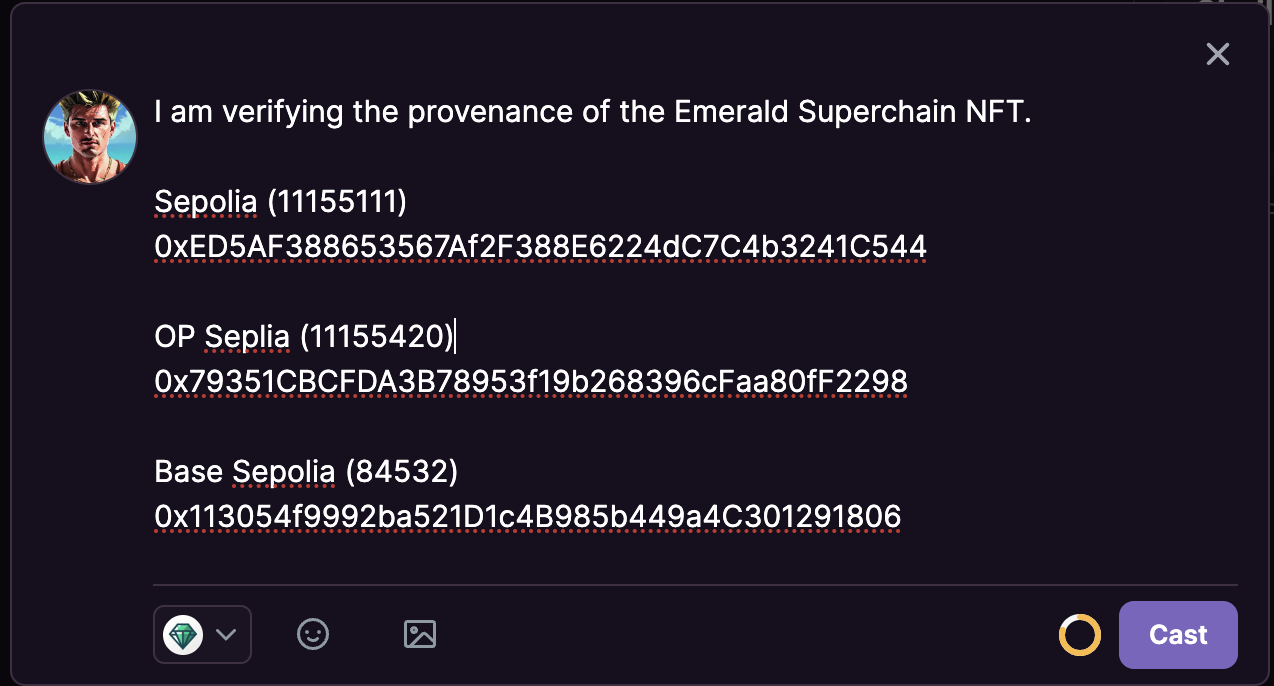 I am verifying the provenance of the Emerald Superchain NFT.
Sepolia (11155111)
0xED5AF388653567Af2F388E6224dC7C4b3241C544
OP Seplia (11155420)
0x79351CBCFDA3B78953f19b268396cFaa80fF2298
Base Sepolia (84532)
0x113054f9992ba521D1c4B985b449a4C301291806
Cast